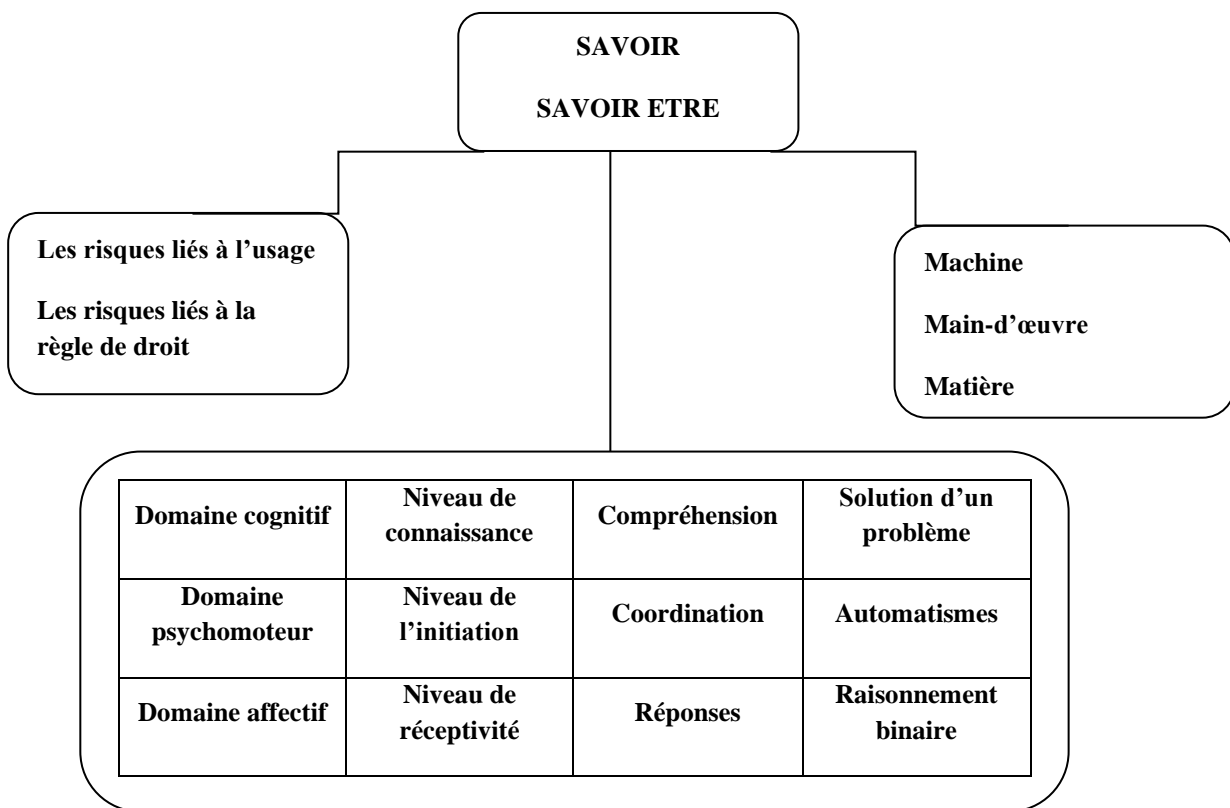 SAVOIR
SAVOIR ETRE
Les risques liés à l’usage
Les risques liés à la
règle de droit
Machine
Main-d’œuvre
Matière
Domaine cognitif
Niveau de
connaissance
Compréhension
Solution d’un
problème
Domaine
psychomoteur
Niveau de
l’initiation
Coordination
Automatismes
Domaine affectif
Niveau de
réceptivité
Réponses
Raisonnement
binaire